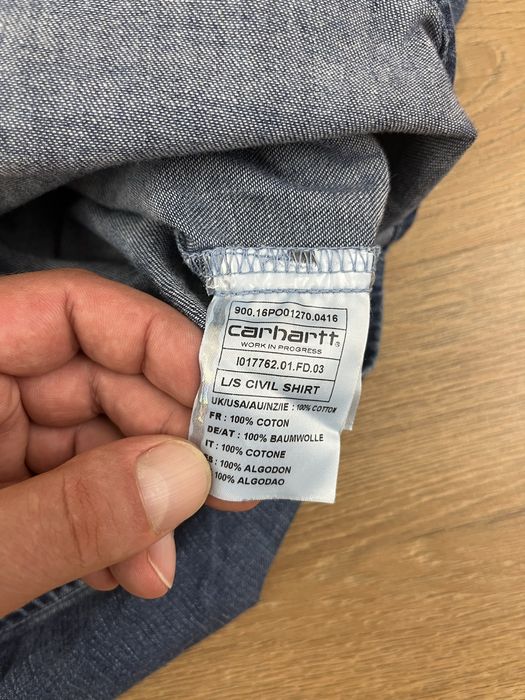 900.16PO01270.0416
carhartt®
WORK IN PROGRESS
I017762.01.FD.03
L/S CIVIL SHIRT
UK/USA/AU/NZ/IE : 100% COTTON
FR : 100% COTON
DE/AT : 100% BAUMWOLLE
IT : 100% COTONE
ES : 100% ALGODON
100% ALGODAO